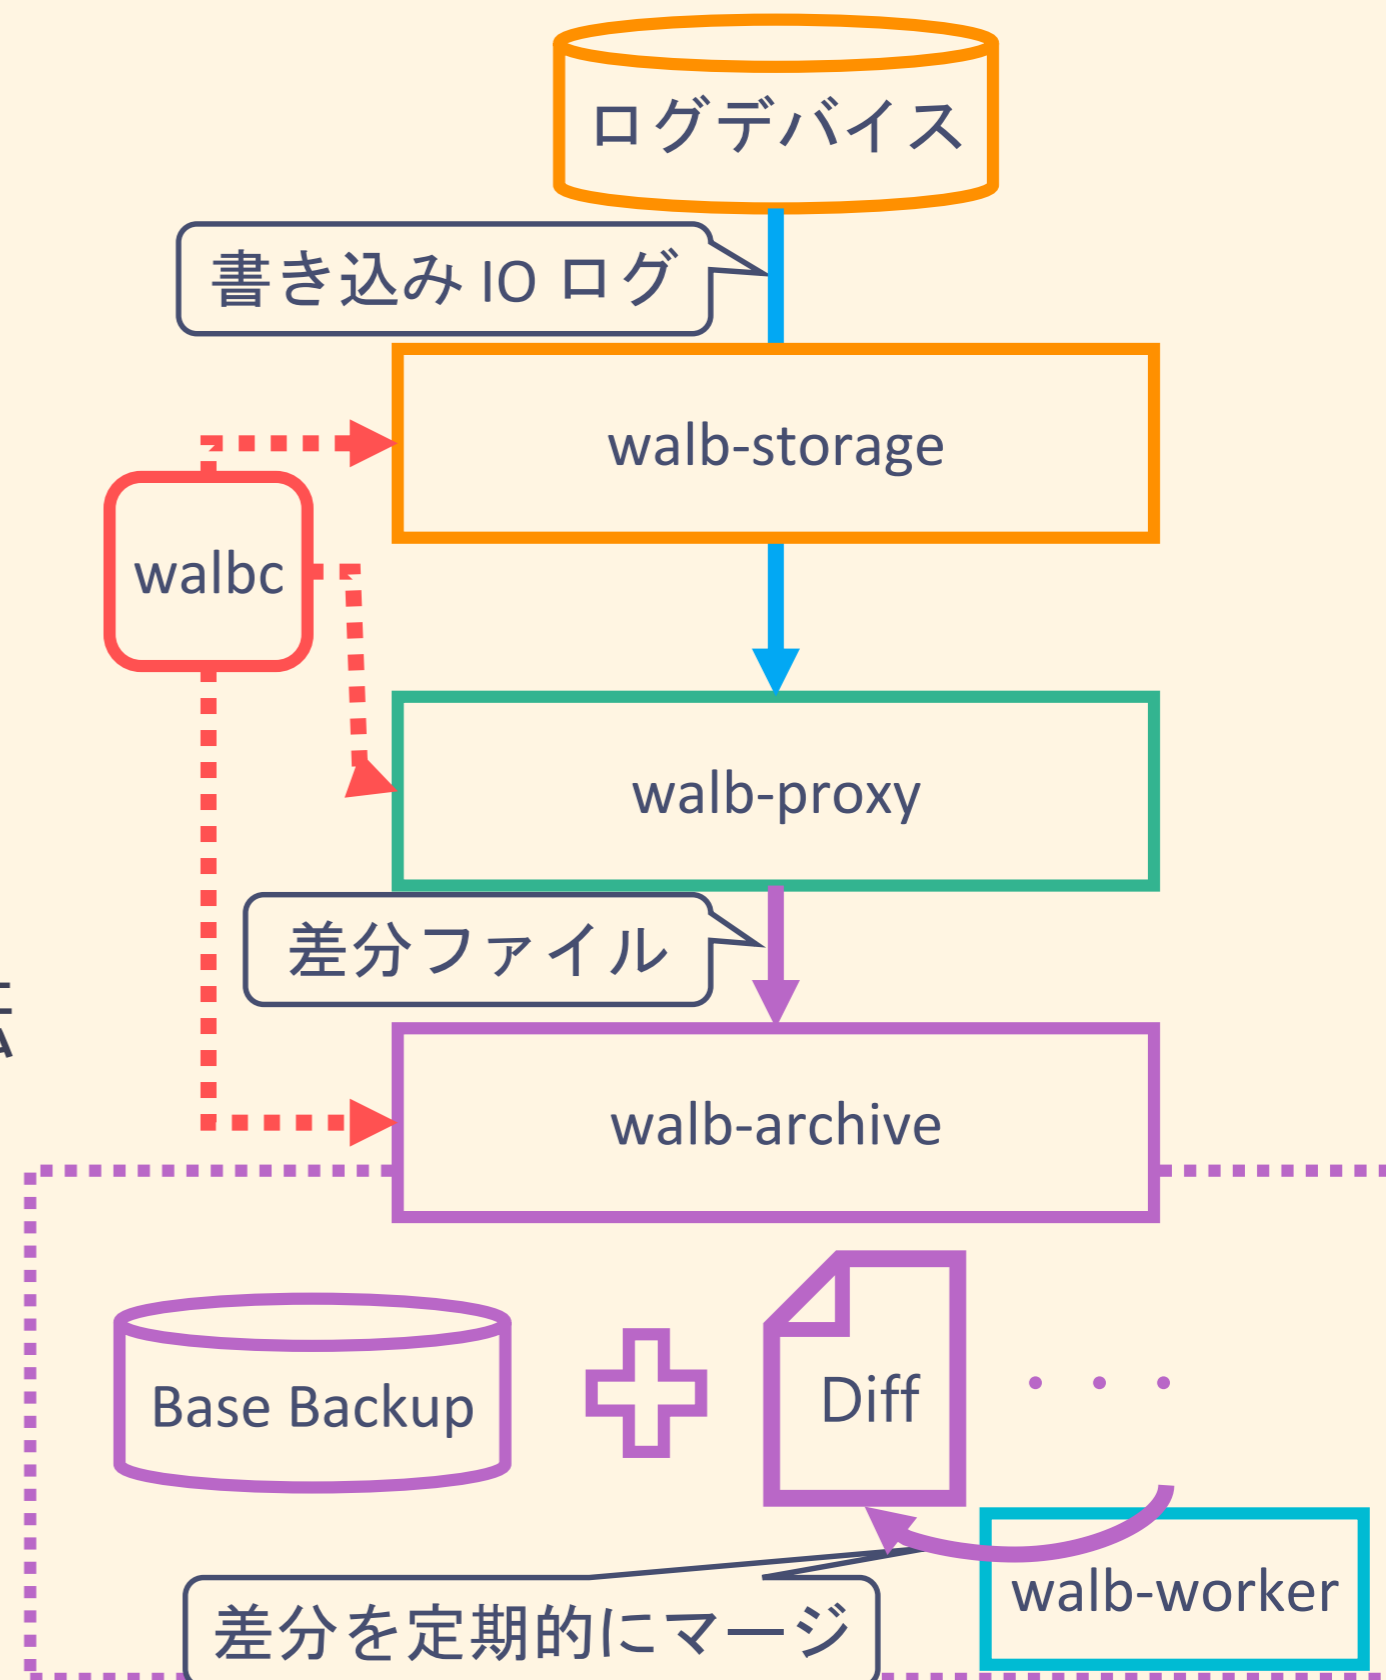 ログデバイス
書き込み IO ログ
walb-storage
walbc
walb-proxy
差分ファイル
walb-archive
Base Backup
Diff
・・・
walb-worker
差分を定期的にマージ